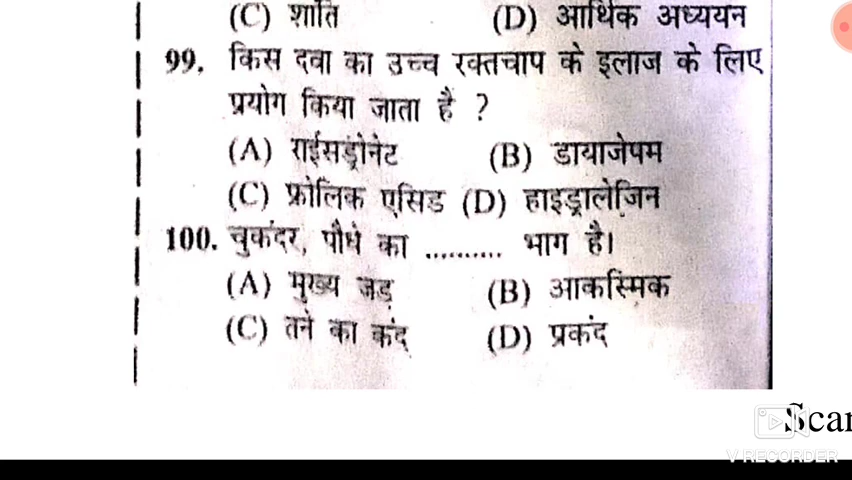 (C) शांति (D) आर्थिक अध्ययन
99. किस दवा का उच्च रक्तचाप के इलाज के लिए
प्रयोग किया जाता है ?
(A) राईसड्रोनेट (B) डायाजेपम
(C) फ्रोलिक एसिड (D) हाइड्रालेजिन
100. चुकंदर, पौधे का .......... भाग है।
(A) मुख्य जड़ (B) आकस्मिक
(C) तने का कंद (D) प्रकंद
Scar
V RECORDER